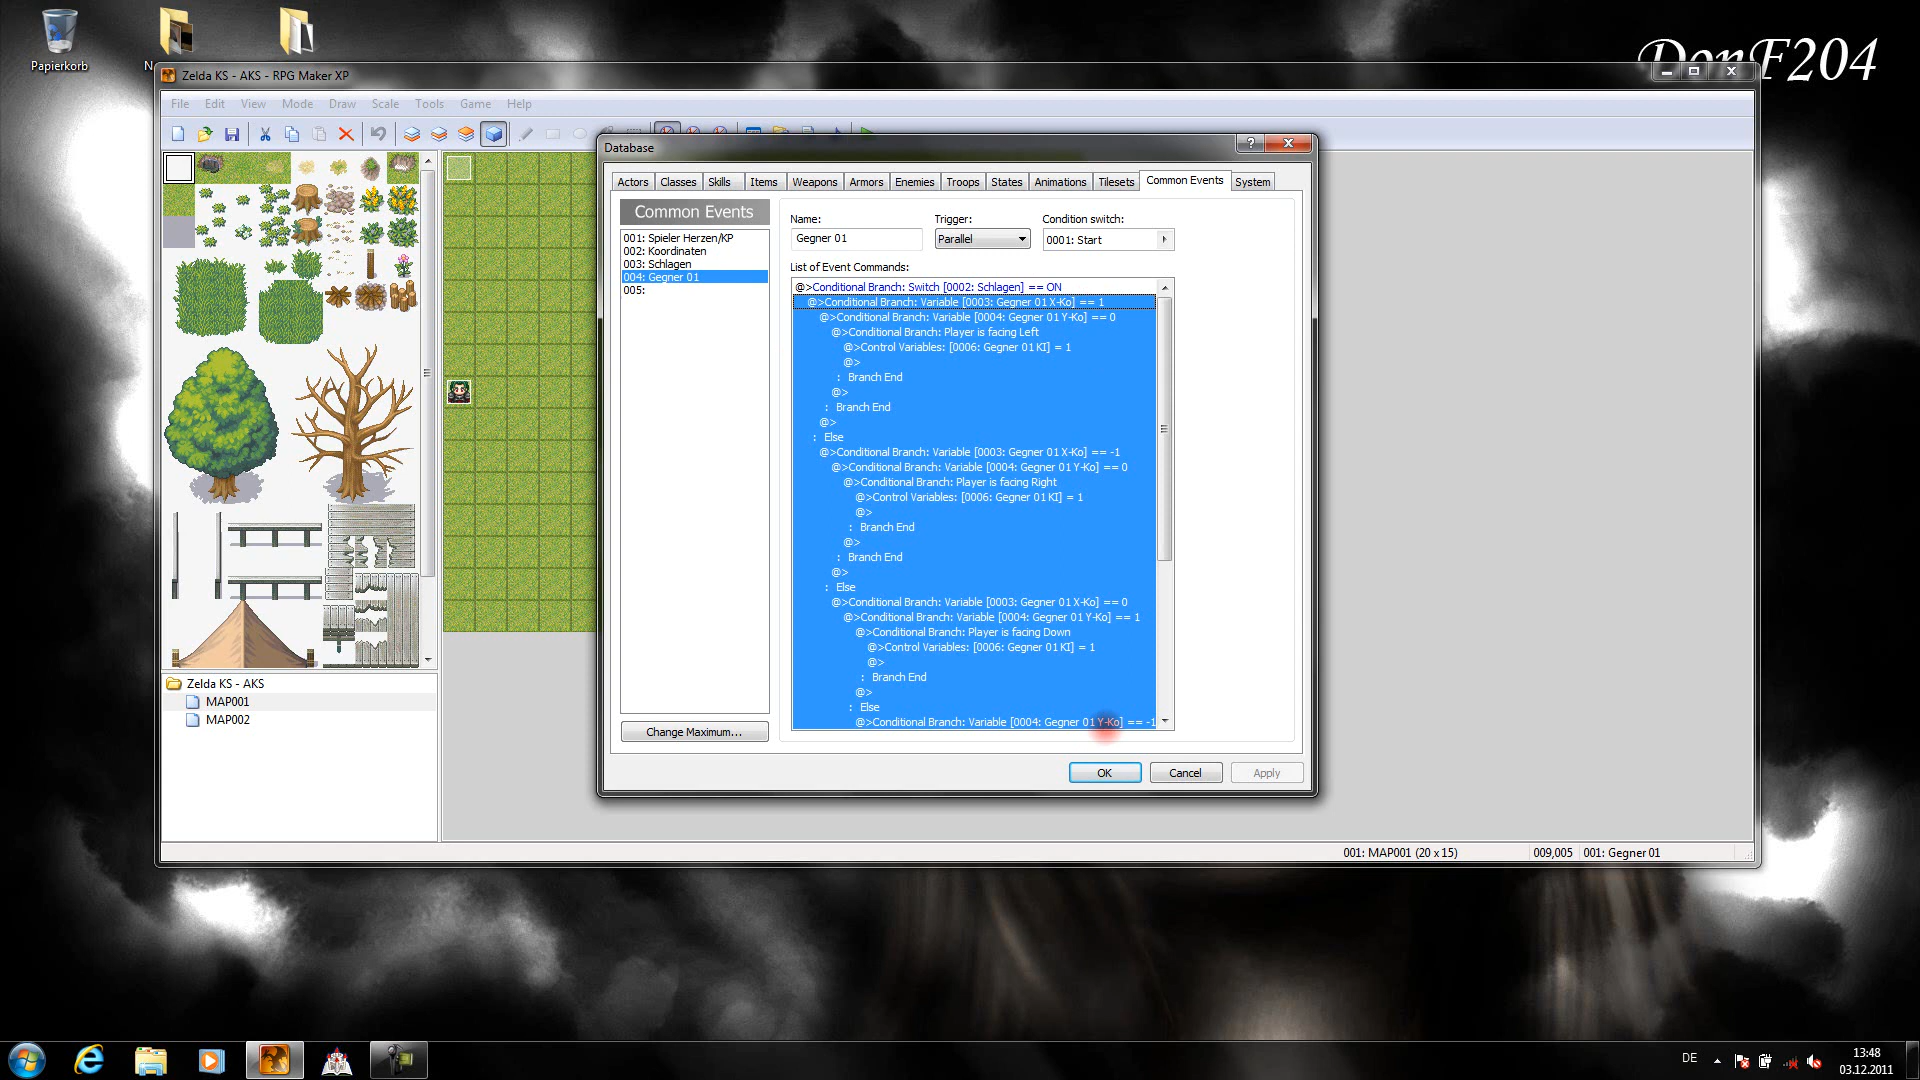 DonF204
Papierkorb
N
Zelda KS - AKS - RPG Maker XP
File Edit View Mode Draw Scale Tools Game Help
Database
Actors Classes Skills Items Weapons Armors Enemies Troops States Animations Tilesets Common Events System
Common Events
001: Spieler Herzen/KP
002: Koordinaten
003: Schlagen
004: Gegner 01
005:
Change Maximum...
Name: Trigger: Condition switch:
Gegner 01 Parallel 0001: Start
List of Event Commands:
@>Conditional Branch: Switch [0002: Schlagen] == ON
@>Conditional Branch: Variable [0003: Gegner 01 X-Ko] == 1
@>Conditional Branch: Variable [0004: Gegner 01 Y-Ko] == 0
@>Conditional Branch: Player is facing Left
@>Control Variables: [0006: Gegner 01 KI] = 1
@>
: Branch End
@>
: Branch End
@>
: Else
@>Conditional Branch: Variable [0003: Gegner 01 X-Ko] == -1
@>Conditional Branch: Variable [0004: Gegner 01 Y-Ko] == 0
@>Conditional Branch: Player is facing Right
@>Control Variables: [0006: Gegner 01 KI] = 1
@>
: Branch End
@>
: Branch End
@>
: Else
@>Conditional Branch: Variable [0003: Gegner 01 X-Ko] == 0
@>Conditional Branch: Variable [0004: Gegner 01 Y-Ko] == 1
@>Conditional Branch: Player is facing Down
@>Control Variables: [0006: Gegner 01 KI] = 1
@>
: Branch End
@>
: Else
@>Conditional Branch: Variable [0004: Gegner 01 Y-Ko] == -1
OK Cancel Apply
Zelda KS - AKS
MAP001
MAP002
001: MAP001 (20 x 15) 009,005 001: Gegner 01
DE
13:48
03.12.2011